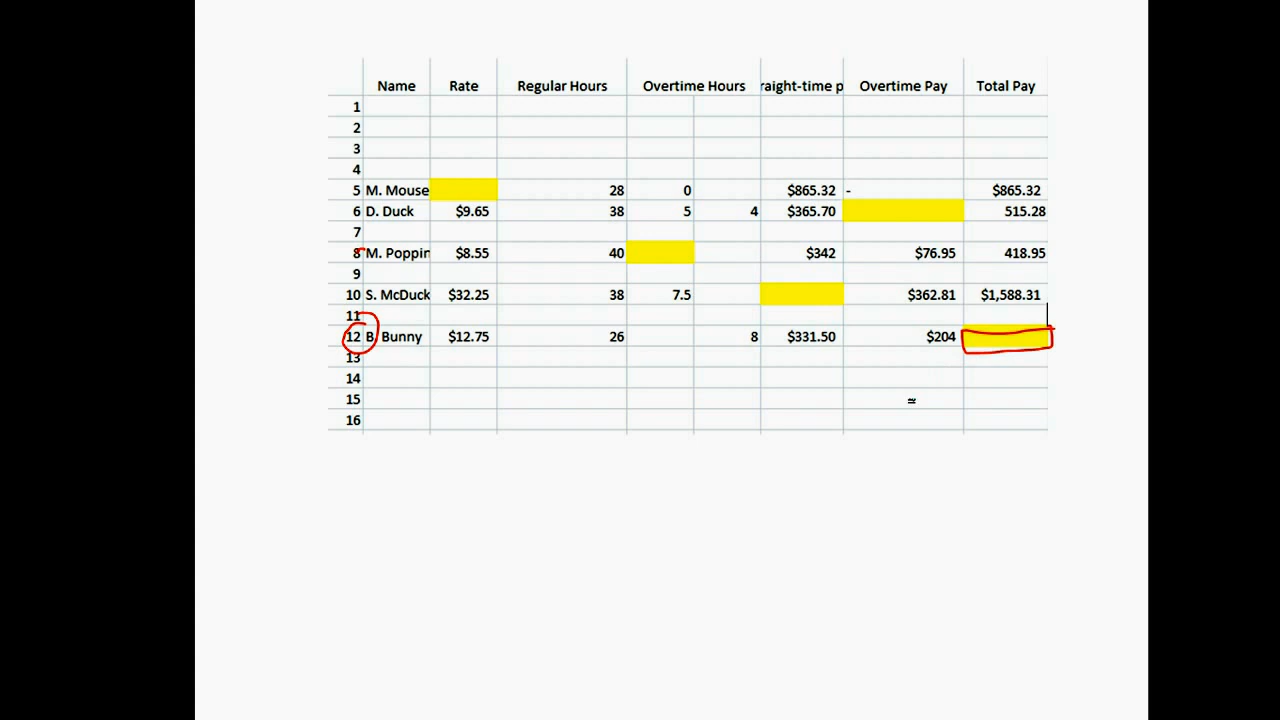 Name Rate Regular Hours Overtime Hours raight-time p Overtime Pay Total Pay
1
2
3
4
5 M. Mouse 28 0 $865.32 - $865.32
6 D. Duck $9.65 38 5 4 $365.70 515.28
7
8 M. Poppin $8.55 40 $342 $76.95 418.95
9
10 S. McDuck $32.25 38 7.5 $362.81 $1,588.31
11
12 B. Bunny $12.75 26 8 $331.50 $204
13
14
15
16